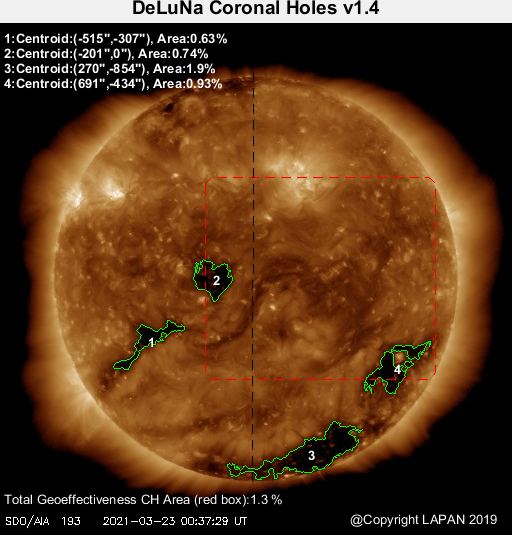 DeLuNa Coronal Holes v1.4
1:Centroid:(-515",-307"), Area:0.63%
2:Centroid:(-201",0"), Area:0.74%
3:Centroid:(270",-854"), Area:1.9%
4:Centroid:(691",-434"), Area:0.93%
2
1
4
3
Total Geoeffectiveness CH Area (red box):1.3 %
SDO/AIA 193 2021-03-23 00:37:29 UT
@Copyright LAPAN 2019